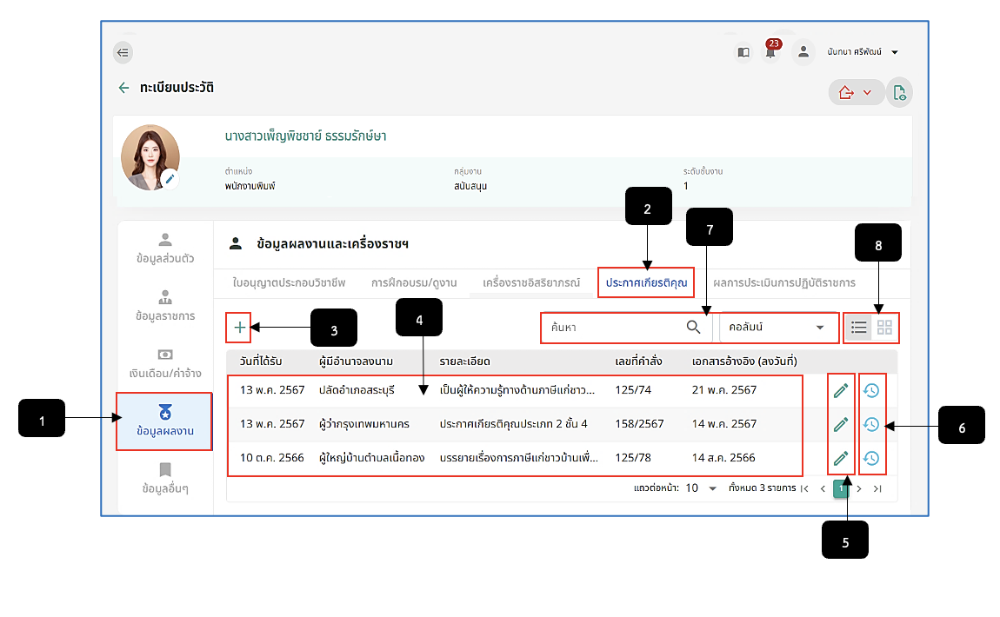 23
นันทนา ศรีพัฒน์
ทะเบียนประวัติ
นางสาวเพ็ญพิชชาย์ ธรรมรักษ์ษา
ตำแหน่ง กลุ่มงาน ระดับชั้นงาน
พนักงานพิมพ์ สนับสนุน 1
2
7
8
ข้อมูลส่วนตัว
ข้อมูลผลงานและเครื่องราชฯ
ใบอนุญาตประกอบวิชาชีพ การฝึกอบรม/ดูงาน เครื่องราชอิสริยาภรณ์ ประกาศเกียรติคุณ ผลการประเมินการปฏิบัติราชการ
ข้อมูลราชการ
3
4
ค้นหา คอลัมน์
วันที่ได้รับ ผู้มีอำนาจลงนาม รายละเอียด เลขที่คำสั่ง เอกสารอ้างอิง (ลงวันที่)
เงินเดือน/ค่าจ้าง
13 พ.ค. 2567 ปลัดอำเภอสระบุรี เป็นผู้ให้ความรู้ทางด้านภาษีแก่ชาว... 125/74 21 พ.ค. 2567
1
ข้อมูลผลงาน
13 พ.ค. 2567 ผู้ว่ากรุงเทพมหานคร ประกาศเกียรติคุณประเภท 2 ชั้น 4 158/2567 14 พ.ค. 2567
6
10 ต.ค. 2566 ผู้ใหญ่บ้านตำบลเนื้อทอง บรรยายเรื่องการภาษีแก่ชาวบ้านเพื่... 125/78 14 ส.ค. 2566
ข้อมูลอื่นๆ
แถวต่อหน้า: 10 ทั้งหมด 3 รายการ 1
5